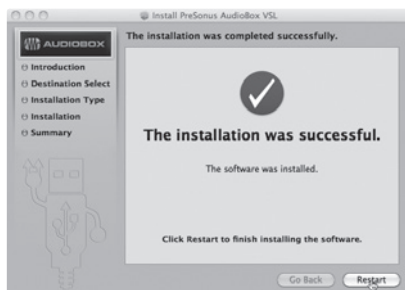 Install PreSonus AudioBox VSL
The installation was completed successfully.
AUDIOBOX
Introduction
Destination Select
Installation Type
Installation
Summary
The installation was successful.
The software was installed.
Click Restart to finish installing the software.
Go Back
Restart